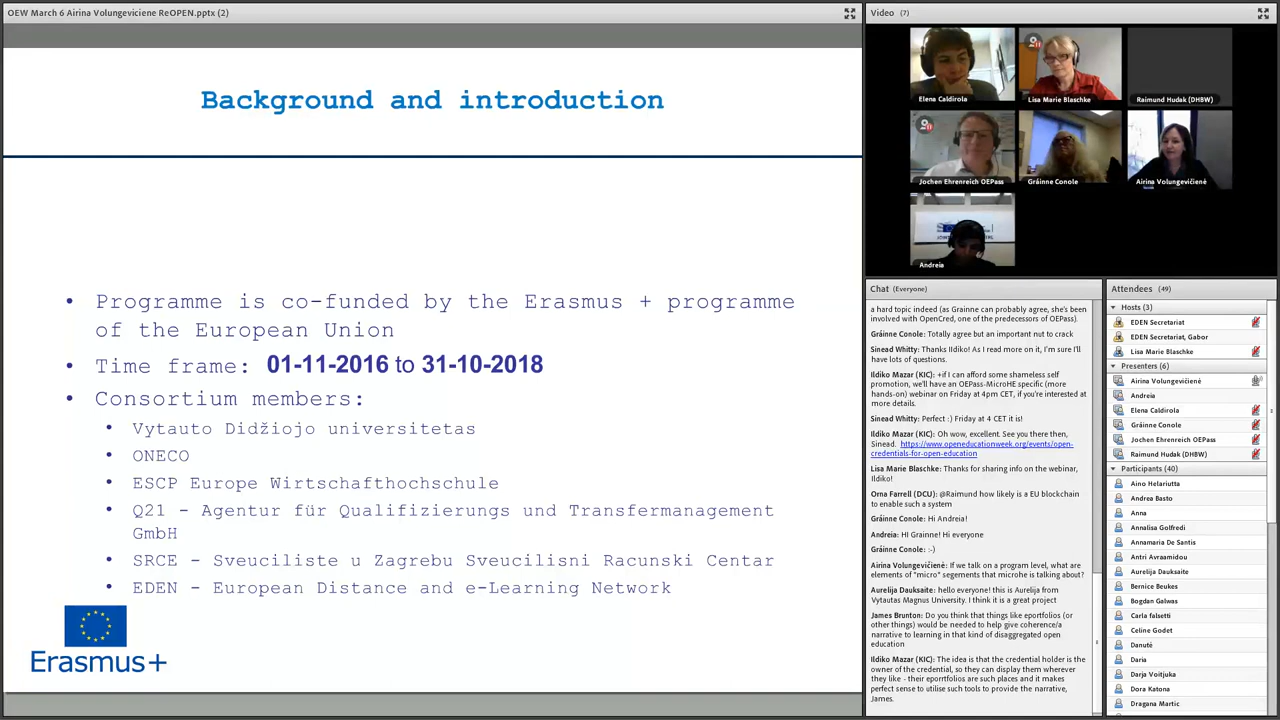 OEW March 6 Airina Volungeviciene ReOPEN.pptx (2)
Background and introduction
• Programme is co-funded by the Erasmus + programme
of the European Union
• Time frame: 01-11-2016 to 31-10-2018
• Consortium members:
• Vytauto Didžiojo universitetas
• ONECO
• ESCP Europe Wirtschafthochschule
• Q21 - Agentur für Qualifizierungs und Transfermanagement
GmbH
• SRCE - Sveuciliste u Zagrebu Sveucilisni Racunski Centar
• EDEN - European Distance and e-Learning Network
Erasmus+
Video (7)
Elena Caldirola
Lisa Marie Blaschke
Raimund Hudak (DHBW)
Jochen Ehrenreich OEPass
Gráinne Conole
Airina Volungevičienė
Andreia
Chat (Everyone)
a hard topic indeed (as Grainne can probably agree, she's been
involved with OpenCred, one of the predecessors of OEPass).
Gráinne Conole: Totally agree but an important nut to crack
Sinead Whitty: Thanks IIdiko! As I read more on it, I'm sure I'll
have lots of questions.
Ildiko Mazar (KIC): +if I can afford some shameless self
promotion, we'll have an OEPass-MicroHE specific (more
hands-on) webinar on Friday at 4pm CET, if you're interested at
more details.
Sinead Whitty: Perfect :) Friday at 4 CET it is!
Ildiko Mazar (KIC): Oh wow, excellent. See you there then,
Sinead. https://www.openeducationweek.org/events/open-
credentials-for-open-education
Lisa Marie Blaschke: Thanks for sharing info on the webinar,
Ildiko!
Orna Farrell (DCU): @Raimund how likely is a EU blockchain
to enable such a system
Gráinne Conole: Hi Andreia!
Andreia: HI Grainne! Hi everyone
Gráinne Conole: :-)
Airina Volungevičienė: If we talk on a program level, what are
elements of "micro" segements that microhe is talking about?
Aurelija Dauksaite: hello everyone! this is Aurelija from
Vytautas Magnus University. I think it is a great project
James Brunton: Do you think that things like eportfolios (or
other things) would be needed to help give coherence/a
narrative to learning in that kind of disaggregated open
education
Ildiko Mazar (KIC): The idea is that the credential holder is the
owner of the credential, so they can display them wherever
they like - their eporrtfolios are such places and it makes
perfect sense to utilise such tools to provide the narrative,
James.
Attendees (49)
Hosts (3)
EDEN Secretariat
EDEN Secretariat, Gabor
Lisa Marie Blaschke
Presenters (6)
Airina Volungevičienė
Andreia
Elena Caldirola
Gráinne Conole
Jochen Ehrenreich OEPass
Raimund Hudak (DHBW)
Participants (40)
Aino Helariutta
Andrea Basto
Anna
Annalisa Golfredi
Annamaria De Santis
Antri Avraamidou
Aurelija Dauksaite
Bernice Beukes
Bogdan Galwas
Carla falsetti
Celine Godet
Danutė
Daria
Darja Voitjuka
Dora Katona
Dragana Martic